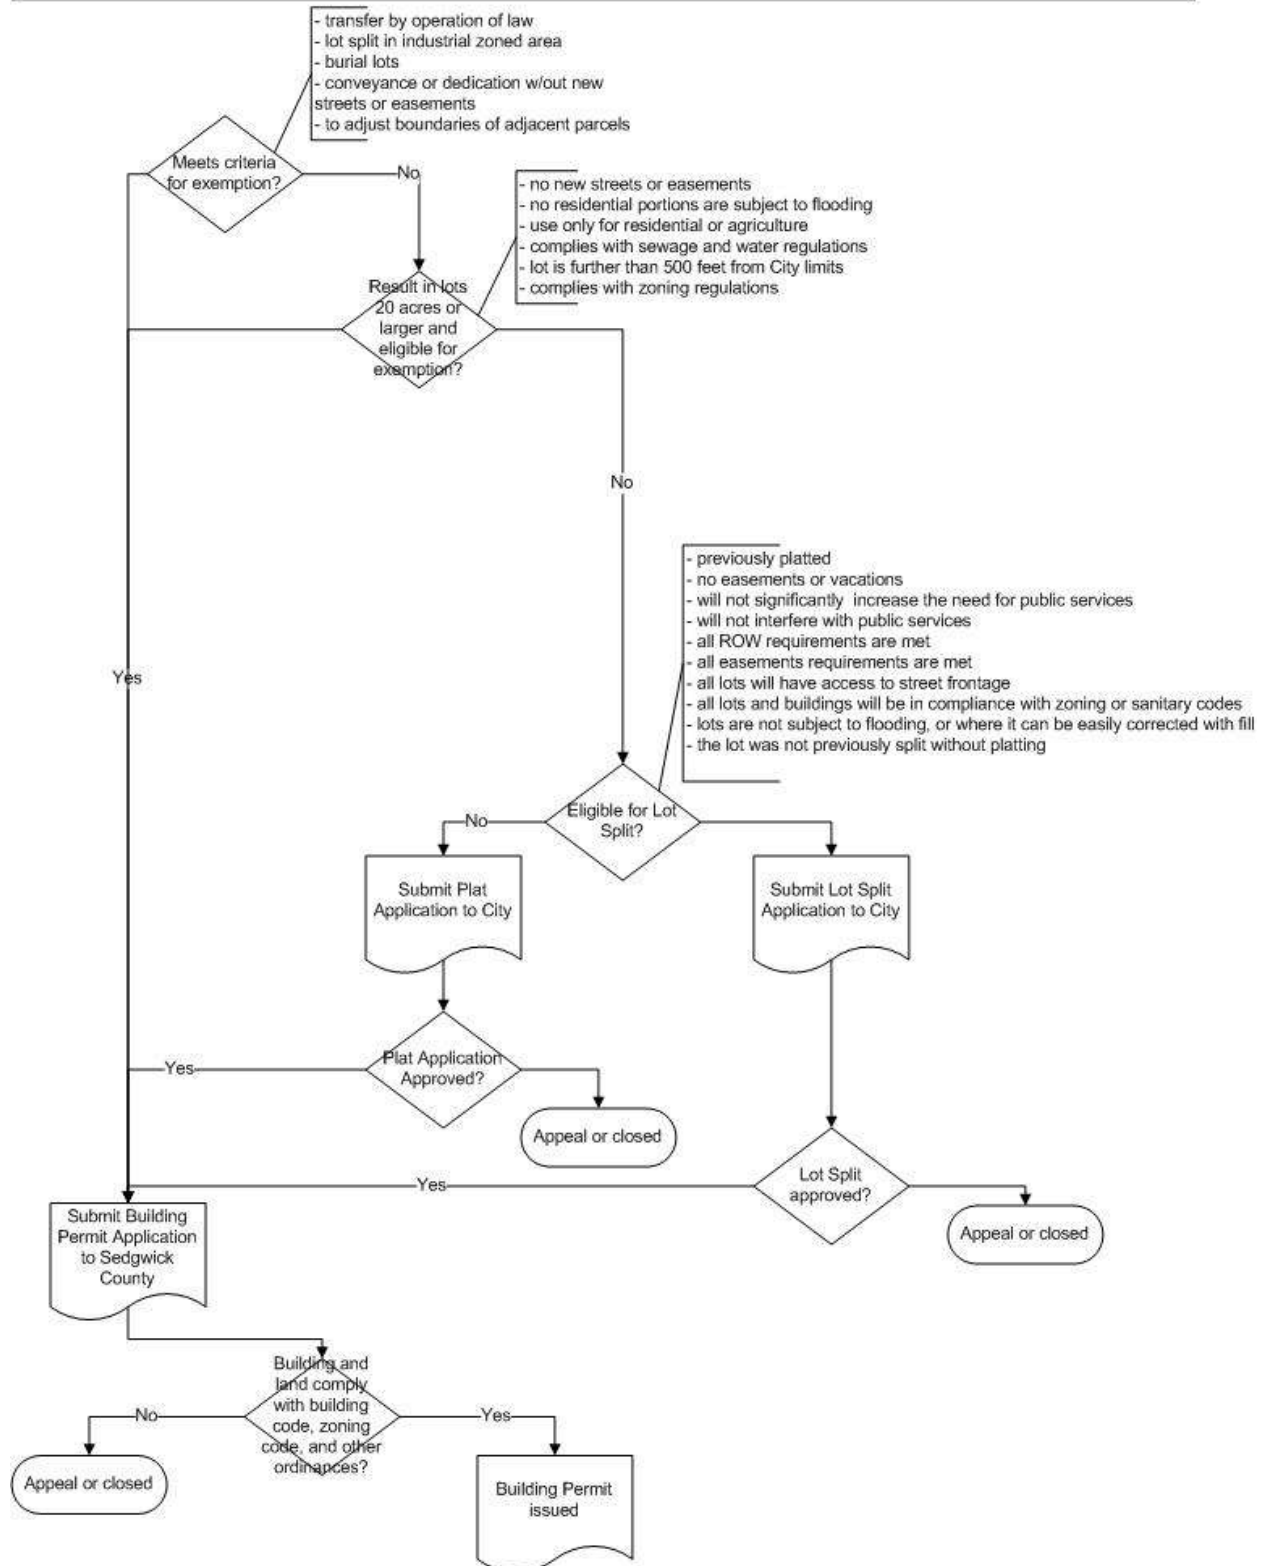 - transfer by operation of law
- lot split in industrial zoned area
- burial lots
- conveyance or dedication w/out new
streets or easements
- to adjust boundaries of adjacent parcels
Meets criteria
for exemption?
No
- no new streets or easements
- no residential portions are subject to flooding
- use only for residential or agriculture
- complies with sewage and water regulations
- lot is further than 500 feet from City limits
- complies with zoning regulations
Result in lots
20 acres or
larger and
eligible for
exemption?
No
- previously platted
- no easements or vacations
- will not significantly  increase the need for public services
- will not interfere with public services
- all ROW requirements are met
- all easements requirements are met
- all lots will have access to street frontage
- all lots and buildings will be in compliance with zoning or sanitary codes
- lots are not subject to flooding, or where it can be easily corrected with fill
- the lot was not previously split without platting
Yes
Eligible for Lot
Split?
No
Submit Plat
Application to City
Submit Lot Split
Application to City
Plat Application
Approved?
Yes
Appeal or closed
Lot Split
approved?
Yes
Appeal or closed
Submit Building
Permit Application
to Sedgwick
County
Building and
land comply
with building
code, zoning
code, and other
ordinances?
No
Yes
Appeal or closed
Building Permit
issued